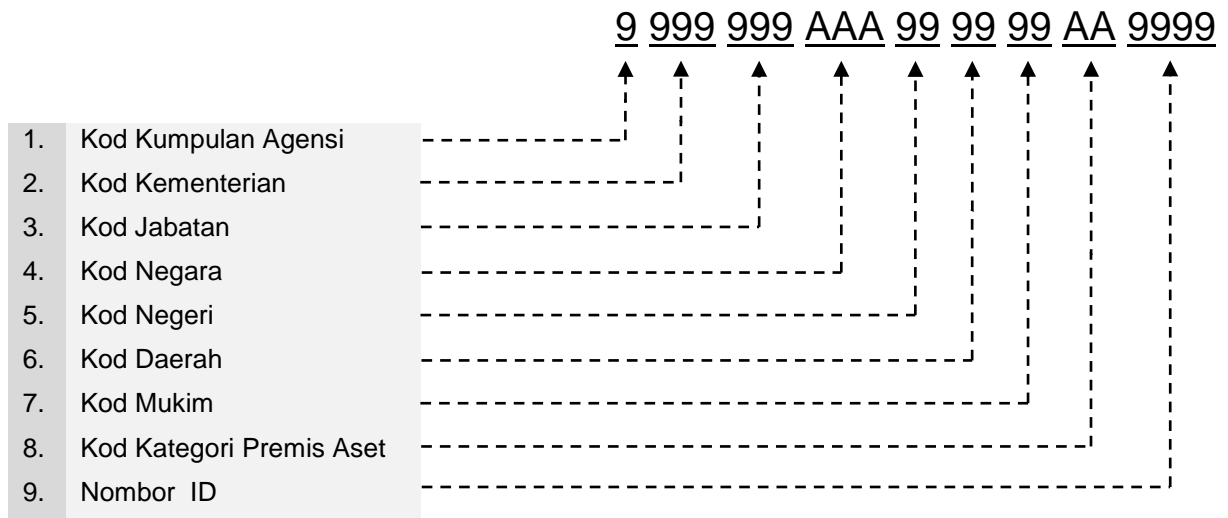 9 999 999 AAA 99 99 99 AA 9999
1. Kod Kumpulan Agensi
2. Kod Kementerian
3. Kod Jabatan
4. Kod Negara
5. Kod Negeri
6. Kod Daerah
7. Kod Mukim
8. Kod Kategori Premis Aset
9. Nombor ID